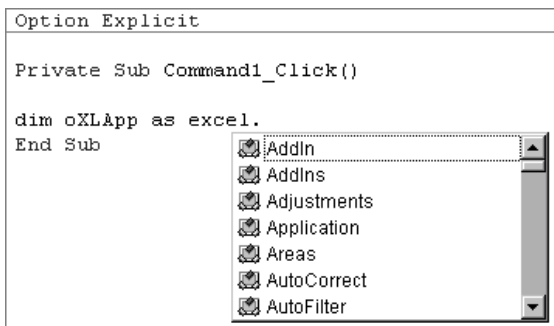 Option Explicit
Private Sub Command1_Click()
dim oXLApp as excel.
End Sub
AddIn
AddIns
Adjustments
Application
Areas
AutoCorrect
AutoFilter